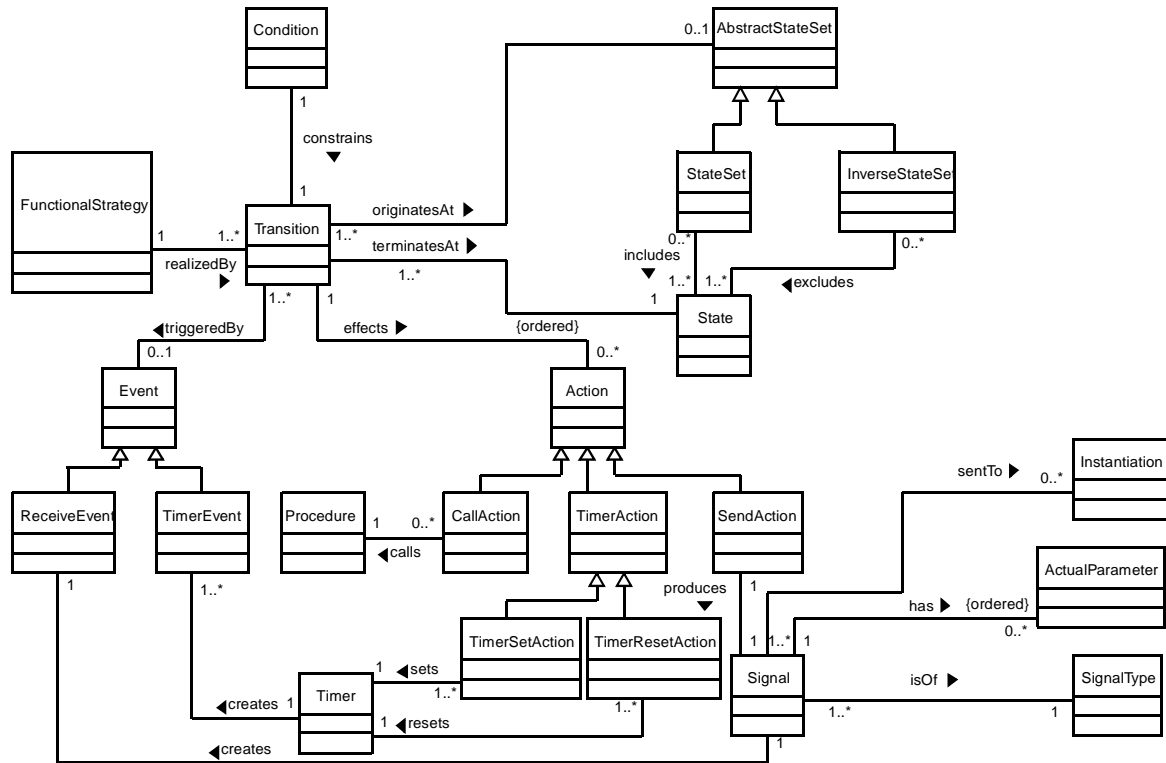 Condition
AbstractStateSet
0..1
1
constrains
StateSet
InverseStateSet
FunctionalStrategy
1
originatesAt
Transition
1
1..*
1..*
terminatesAt
0..*
0..*
realizedBy
1..*
includes
1..*
1..*
excludes
1..*
1
1
State
triggeredBy
effects
{ordered}
0..1
0..*
Event
Action
sentTo
0..*
Instantiation
ReceiveEvent
TimerEvent
Procedure
1
0..*
CallAction
TimerAction
SendAction
calls
ActualParameter
1
1..*
produces
1
has
{ordered}
0..*
TimerSetAction
TimerResetAction
1
1..*
1
1
sets
Signal
SignalType
Timer
1..*
isOf
creates
1
1..*
1..*
1
1
resets
creates
1